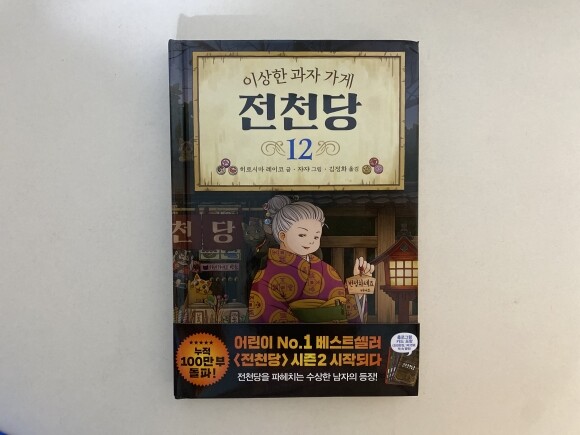 이상한 과자 가게
전천당
12
히로시마 레이코 글 · 쟈쟈 그림 · 김정화 옮김
천당
누적
100만 부
돌파!
어린이 No.1 베스트셀러
〈전천당〉 시즌 2 시작되다
전천당을 파헤치는 수상한 남자의 등장!